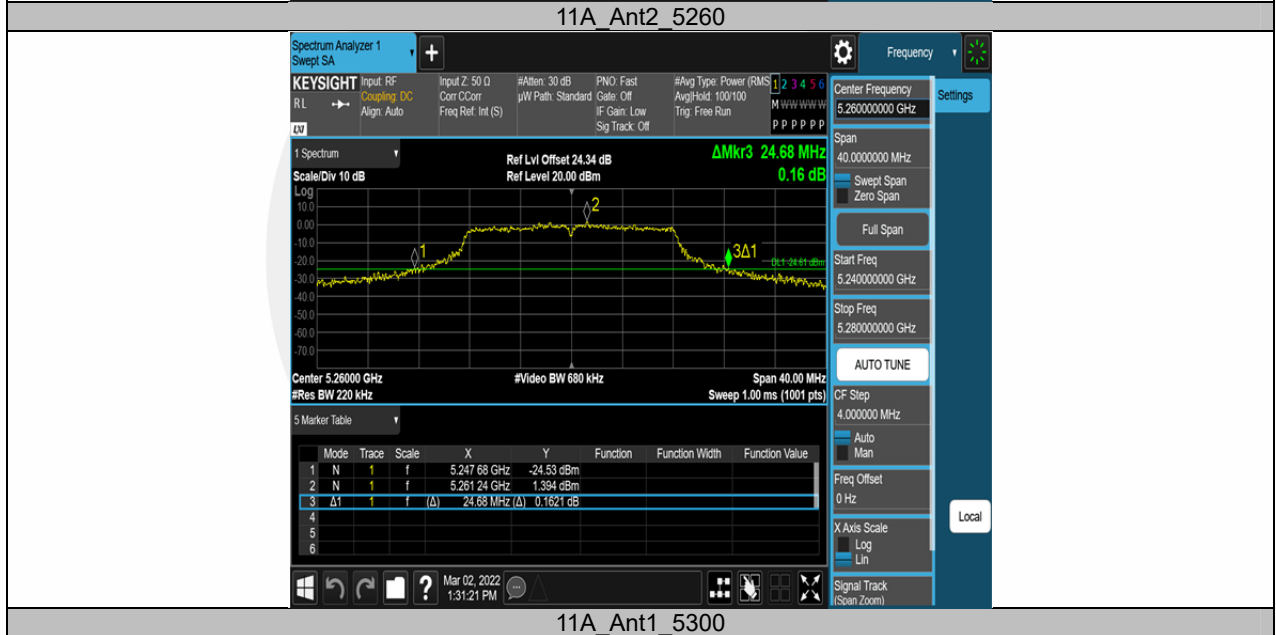 11A_Ant2_5260
Spectrum Analyzer 1
Swept SA
+
Frequency
KEYSIGHT
RL
LXI
Input: RF
Coupling: DC
Align: Auto
Input Z: 50 Ω
Corr CCorr
Freq Ref: Int (S)
#Atten: 30 dB
µW Path: Standard
PNO: Fast
Gate: Off
IF Gain: Low
Sig Track: Off
#Avg Type: Power (RMS
Avg|Hold: 100/100
Trig: Free Run
1 2 3 4 5 6
M W W W W W
P P P P P P
Center Frequency
5.260000000 GHz
Settings
Span
40.0000000 MHz
Swept Span
Zero Span
Full Span
Start Freq
5.240000000 GHz
Stop Freq
5.280000000 GHz
AUTO TUNE
CF Step
4.000000 MHz
Auto
Man
Freq Offset
0 Hz
X Axis Scale
Log
Lin
Signal Track
(Span Zoom)
Local
1 Spectrum
Scale/Div 10 dB
Log
Ref Lvl Offset 24.34 dB
Ref Level 20.00 dBm
ΔMkr3 24.68 MHz
0.16 dB
10.0
0.00
-10.0
-20.0
-30.0
-40.0
-50.0
-60.0
-70.0
1
2
3Δ1
DL1 -24.61 dBm
Center 5.26000 GHz
#Video BW 680 kHz
Span 40.00 MHz
#Res BW 220 kHz
Sweep 1.00 ms (1001 pts)
5 Marker Table
Mode Trace Scale X Y Function Function Width Function Value
1 N 1 f 5.247 68 GHz -24.53 dBm
2 N 1 f 5.261 24 GHz 1.394 dBm
3 Δ1 1 f (Δ) 24.68 MHz (Δ) 0.1621 dB
4
5
6
?
Mar 02, 2022
1:31:21 PM
11A_Ant1_5300